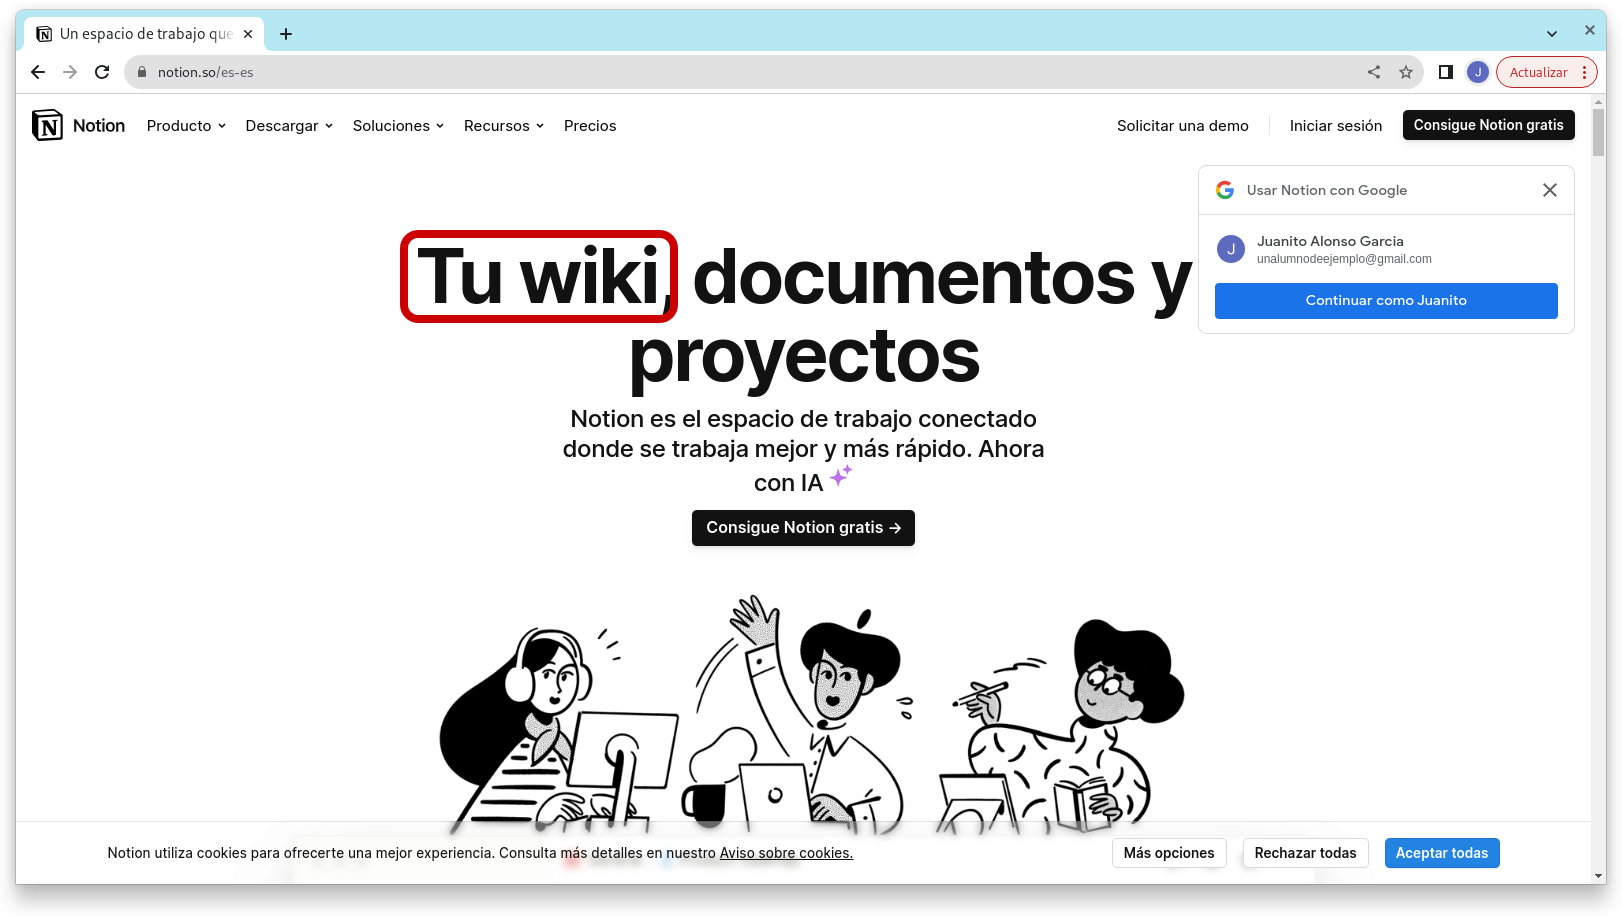 Un espacio de trabajo que
notion.so/es-es
J
Actualizar
Notion
Producto
Descargar
Soluciones
Recursos
Precios
Solicitar una demo
Iniciar sesión
Consigue Notion gratis
Usar Notion con Google
J
Juanito Alonso Garcia
unalumnodeejemplo@gmail.com
Continuar como Juanito
Tu wiki, documentos y
proyectos
Notion es el espacio de trabajo conectado
donde se trabaja mejor y más rápido. Ahora
con IA
Consigue Notion gratis →
Notion utiliza cookies para ofrecerte una mejor experiencia. Consulta más detalles en nuestro Aviso sobre cookies.
Más opciones
Rechazar todas
Aceptar todas